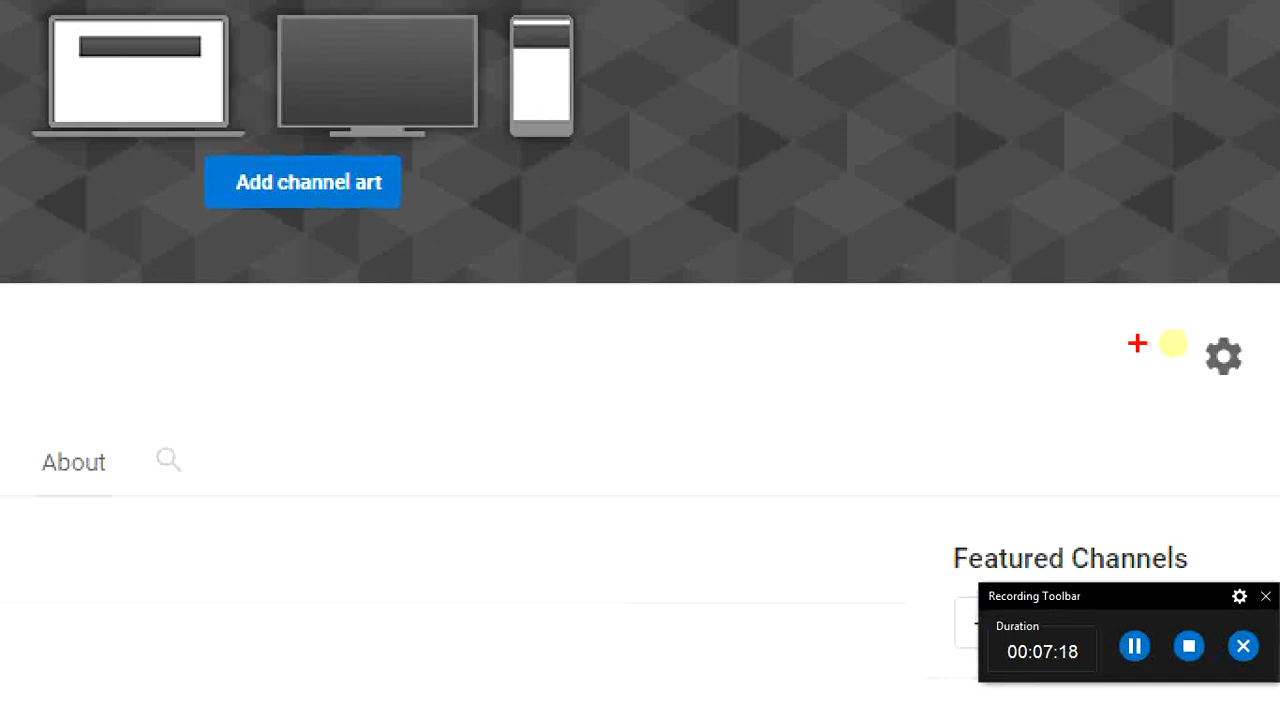 Add channel art
About
Featured Channels
Recording Toolbar
Duration
00:07:18